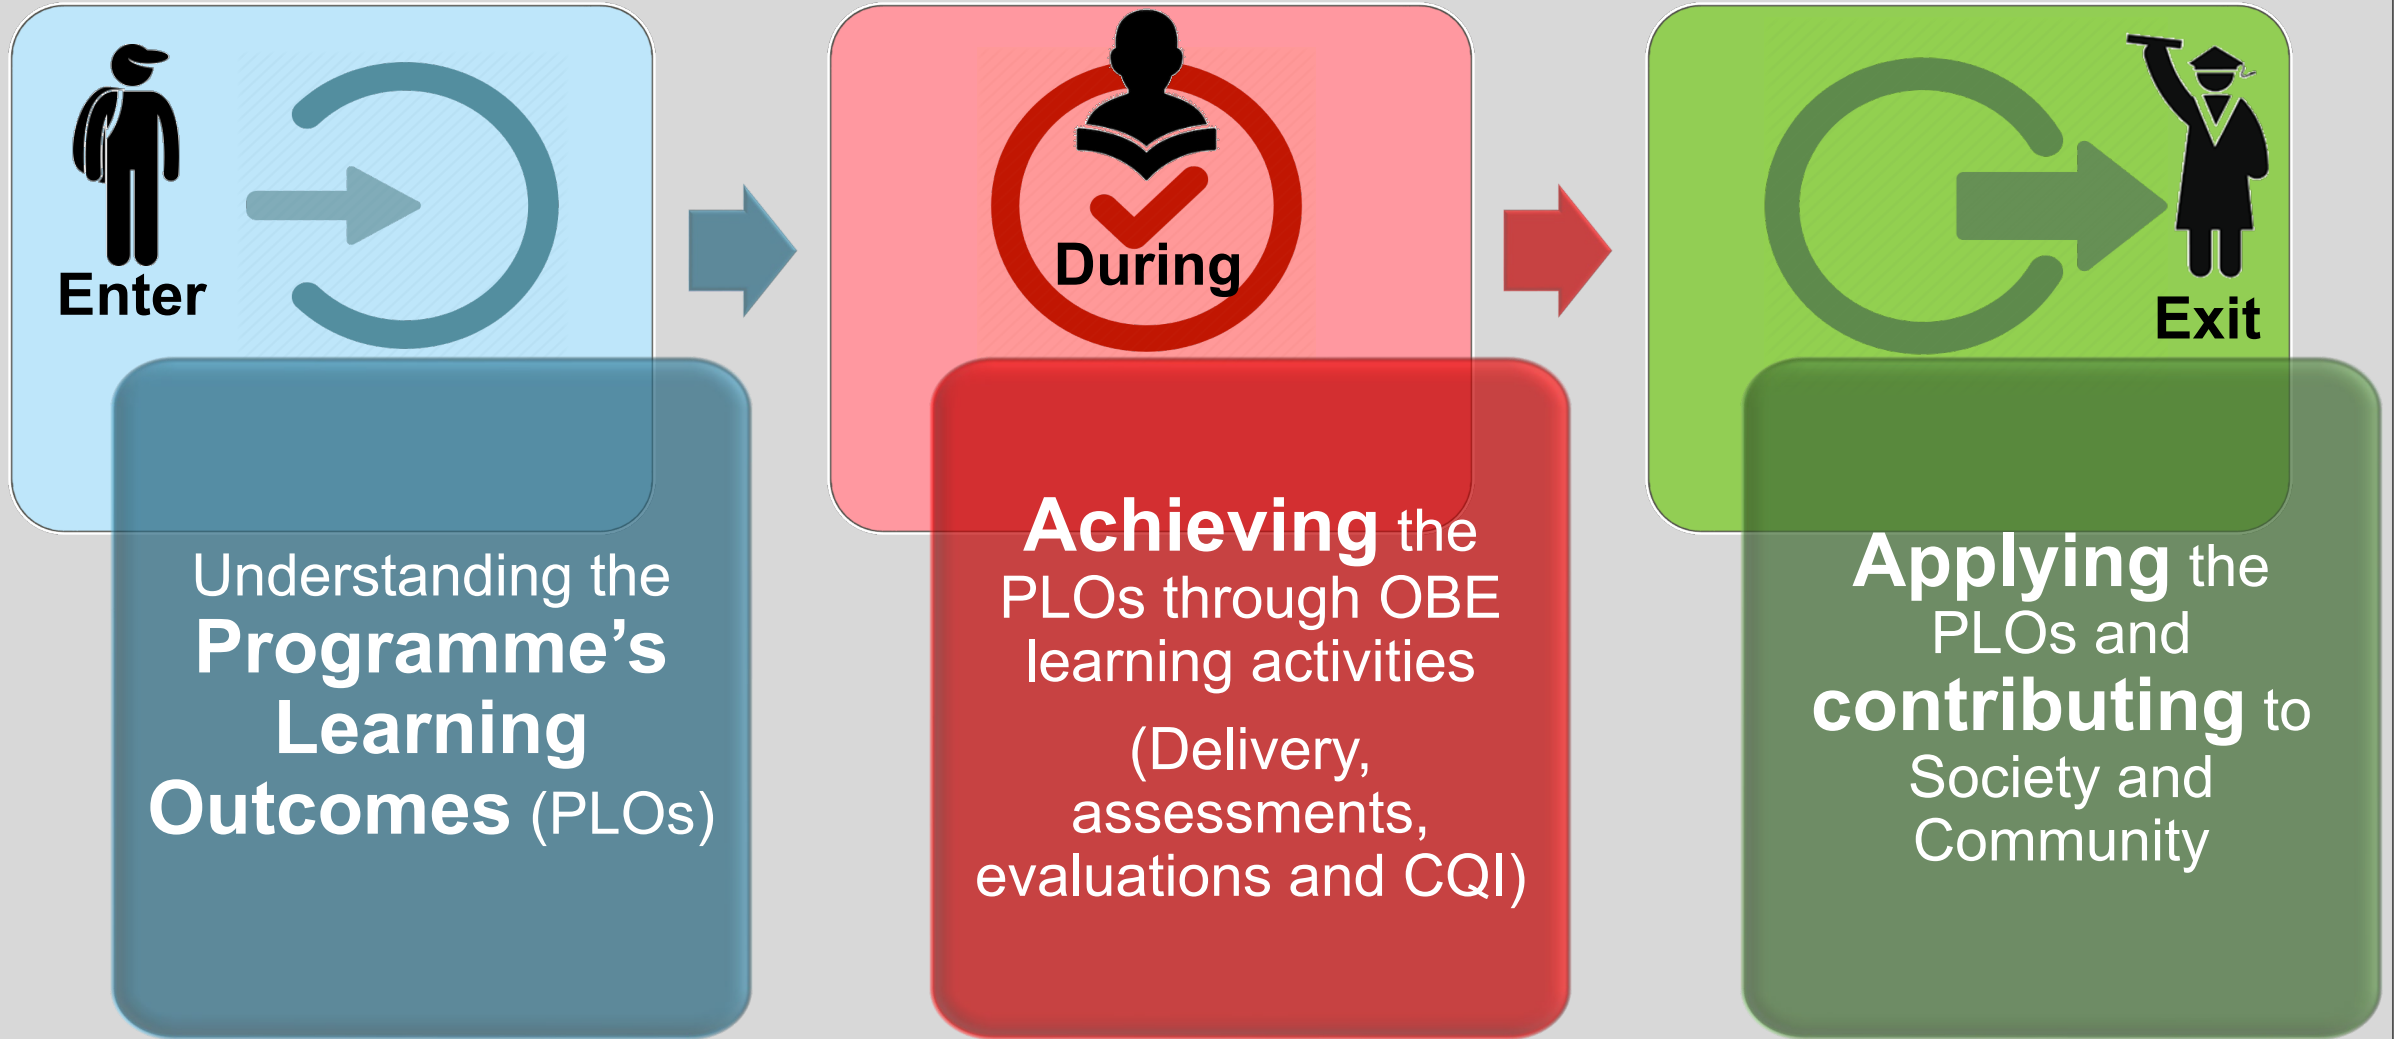 Enter
Understanding the
Programme’s
Learning
Outcomes (PLOs)
During
Achieving the
PLOs through OBE
learning activities
(Delivery,
assessments,
evaluations and CQI)
Exit
Applying the
PLOs and
contributing to
Society and
Community